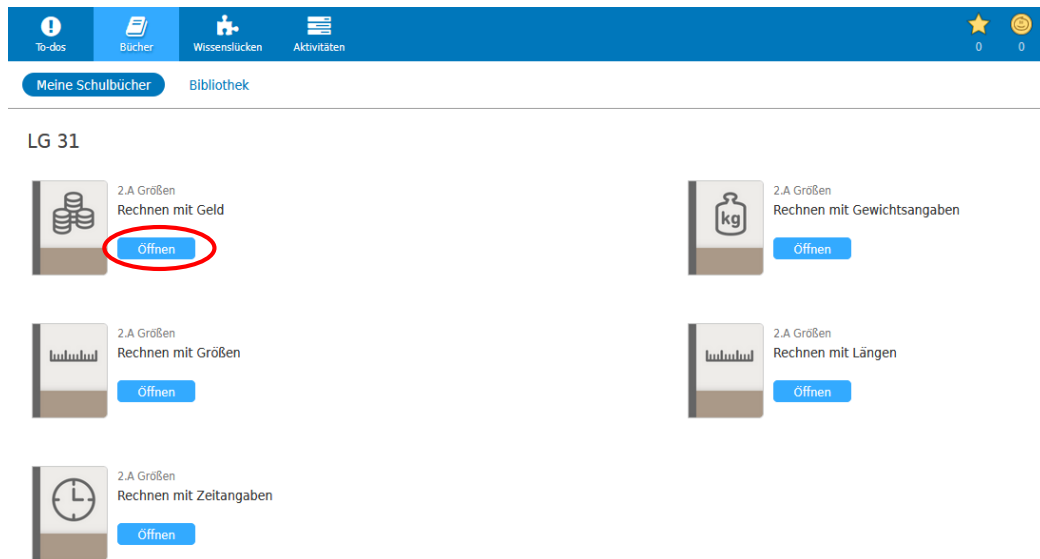 To-dos
Bücher
Wissenslücken
Aktivitäten
0
0
Meine Schulbücher
Bibliothek
LG 31
2.A Größen
Rechnen mit Geld
Öffnen
kg
2.A Größen
Rechnen mit Gewichtsangaben
Öffnen
2.A Größen
Rechnen mit Größen
Öffnen
2.A Größen
Rechnen mit Längen
Öffnen
2.A Größen
Rechnen mit Zeitangaben
Öffnen